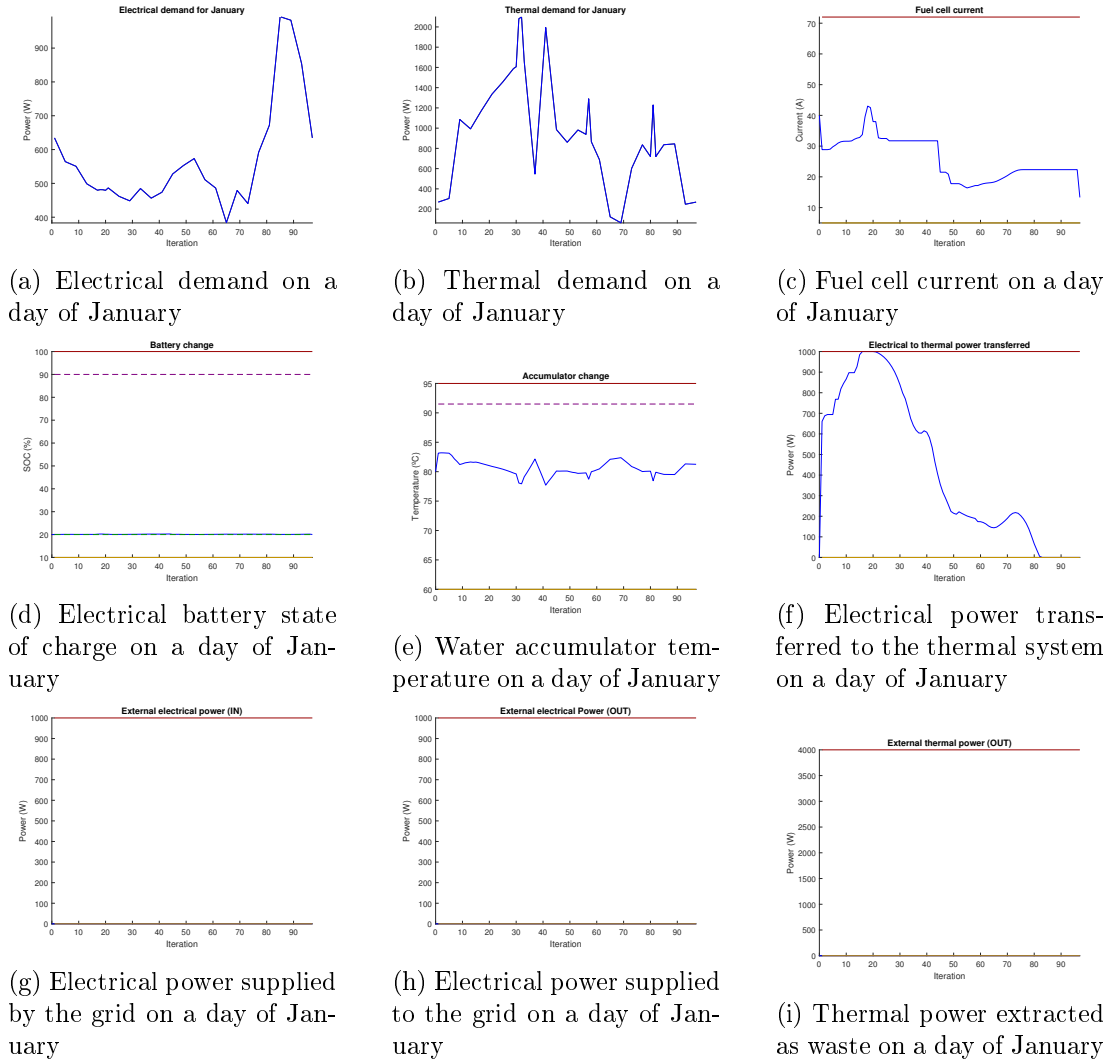 Electrical demand for January
Power (W)
900
800
700
600
500
400
0 10 20 30 40 50 60 70 80 90
Iteration
(a) Electrical demand on a
day of January
Thermal demand for January
Power (W)
2000
1800
1600
1400
1200
1000
800
600
400
200
0 10 20 30 40 50 60 70 80 90
Iteration
(b) Thermal demand on a
day of January
Fuel cell current
Current (A)
70
60
50
40
30
20
10
0 10 20 30 40 50 60 70 80 90
Iteration
(c) Fuel cell current on a day
of January
Battery change
SOC (%)
100
90
80
70
60
50
40
30
20
10
0 10 20 30 40 50 60 70 80 90
Iteration
(d) Electrical battery state
of charge on a day of Jan-
uary
Accumulator change
Temperature (ºC)
95
90
85
80
75
70
65
60
0 10 20 30 40 50 60 70 80 90
Iteration
(e) Water accumulator tem-
perature on a day of January
Electrical to thermal power transferred
Power (W)
1000
900
800
700
600
500
400
300
200
100
0
0 10 20 30 40 50 60 70 80 90
Iteration
(f) Electrical power trans-
ferred to the thermal system
on a day of January
External electrical power (IN)
Power (W)
1000
900
800
700
600
500
400
300
200
100
0
0 10 20 30 40 50 60 70 80 90
Iteration
(g) Electrical power supplied
by the grid on a day of Jan-
uary
External electrical Power (OUT)
Power (W)
1000
900
800
700
600
500
400
300
200
100
0
0 10 20 30 40 50 60 70 80 90
Iteration
(h) Electrical power supplied
to the grid on a day of Jan-
uary
External thermal power (OUT)
Power (W)
4000
3500
3000
2500
2000
1500
1000
500
0
0 10 20 30 40 50 60 70 80 90
Iteration
(i) Thermal power extracted
as waste on a day of January